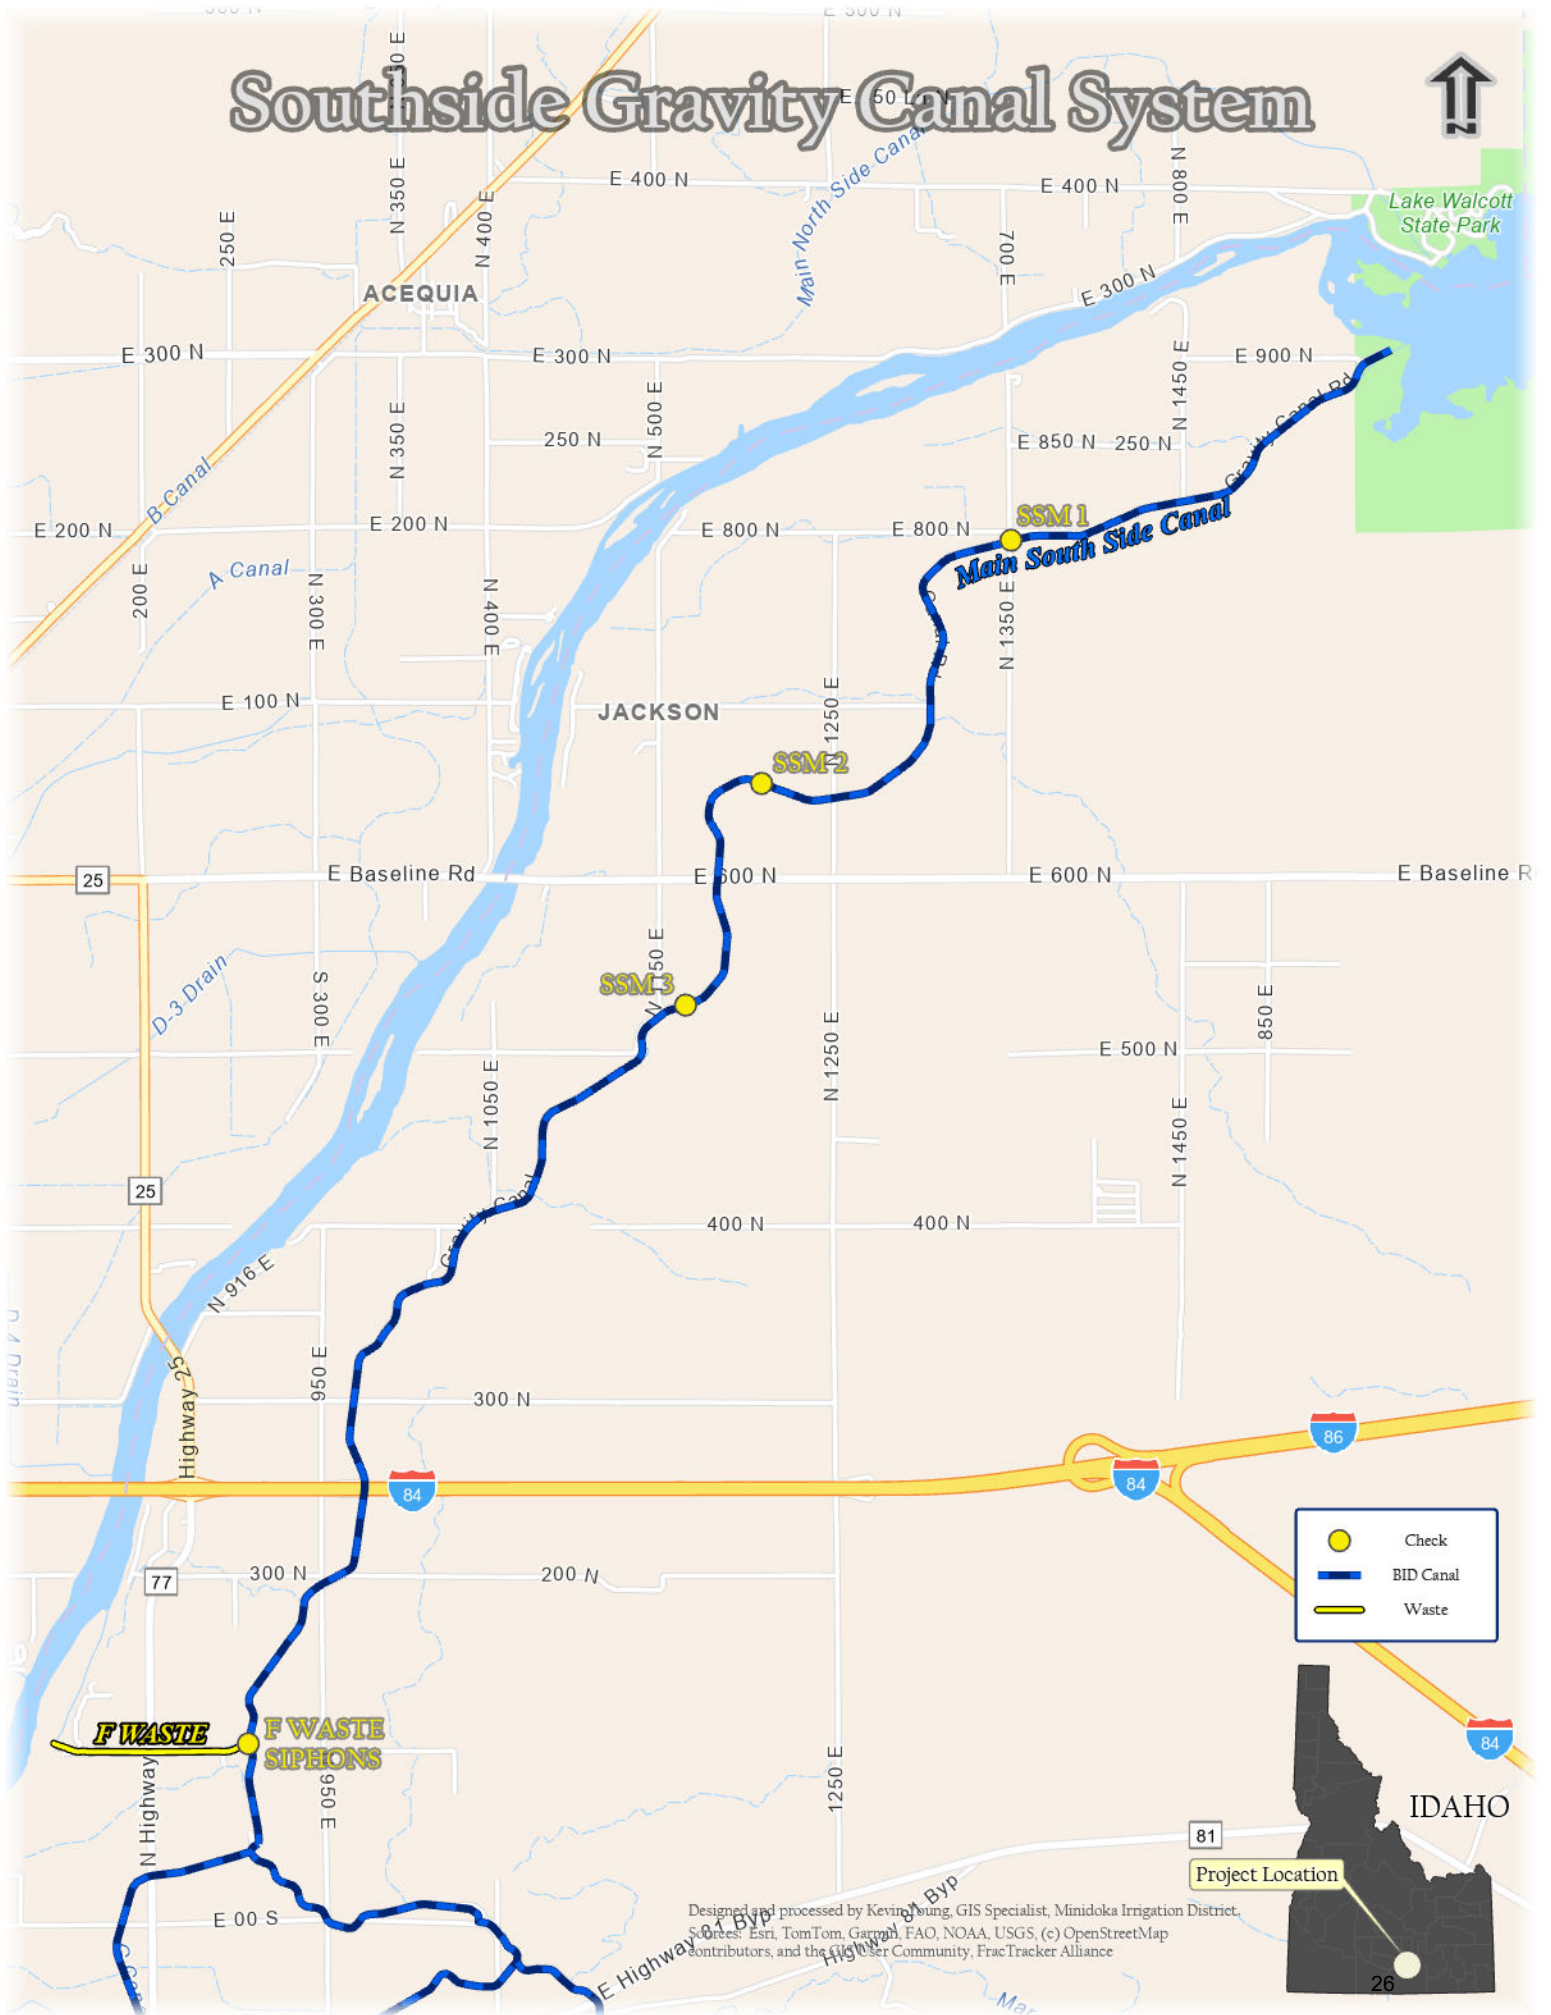 E 500 N
N 350 E
Southside Gravity Canal System
N
Main North Side Canal
E 400 N
E 400 N
N 350 E
N 400 E
250 E
N 800 E
700 E
Lake Walcott
State Park
ACEQUIA
E 300 N
E 300 N
E 300 N
E 900 N
N 1450 E
Gravity Canal Rd
N 350 E
N 500 E
250 N
E 850 N
250 N
B Canal
E 200 N
E 200 N
E 800 N
E 800 N
SSM 1
Main South Side Canal
A Canal
200 E
N 300 E
N 400 E
N 1350 E
Canal Rd
E 100 N
JACKSON
N 1250 E
SSM 2
25
E Baseline Rd
E 600 N
E 600 N
E Baseline R
D-3 Drain
S 300 E
SSM 3
850 E
N 1250 E
E 500 N
N 1050 E
N 1450 E
25
Gravity Canal
400 N
400 N
N 916 E
D-4 Drain
Highway 25
950 E
300 N
86
84
84
Check
BID Canal
Waste
77
300 N
200 N
F WASTE
F WASTE
SIPHONS
950 E
N Highway
1250 E
84
81
IDAHO
Project Location
E 00 S
E Highway 81 Byp
Highway 81 Byp
Designed and processed by Kevin Young, GIS Specialist, Minidoka Irrigation District.
Sources: Esri, TomTom, Garmin, FAO, NOAA, USGS, (c) OpenStreetMap
contributors, and the GIS User Community, FracTracker Alliance
26